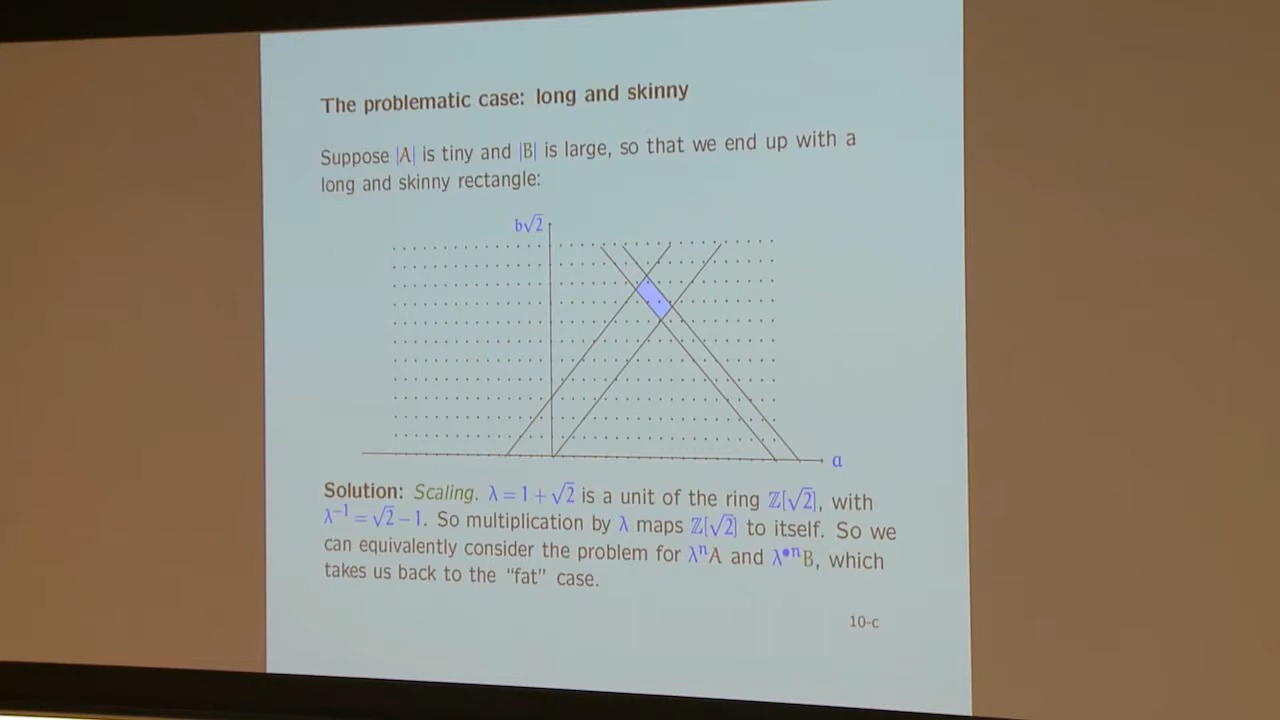 The problematic case: long and skinny
Suppose |A| is tiny and |B| is large, so that we end up with a
long and skinny rectangle:
b√2
a
Solution: Scaling. λ = 1 + √2 is a unit of the ring ℤ[√2], with
λ⁻¹ = √2 − 1. So multiplication by λ maps ℤ[√2] to itself. So we
can equivalently consider the problem for λⁿA and λ•ⁿB, which
takes us back to the "fat" case.
10-c